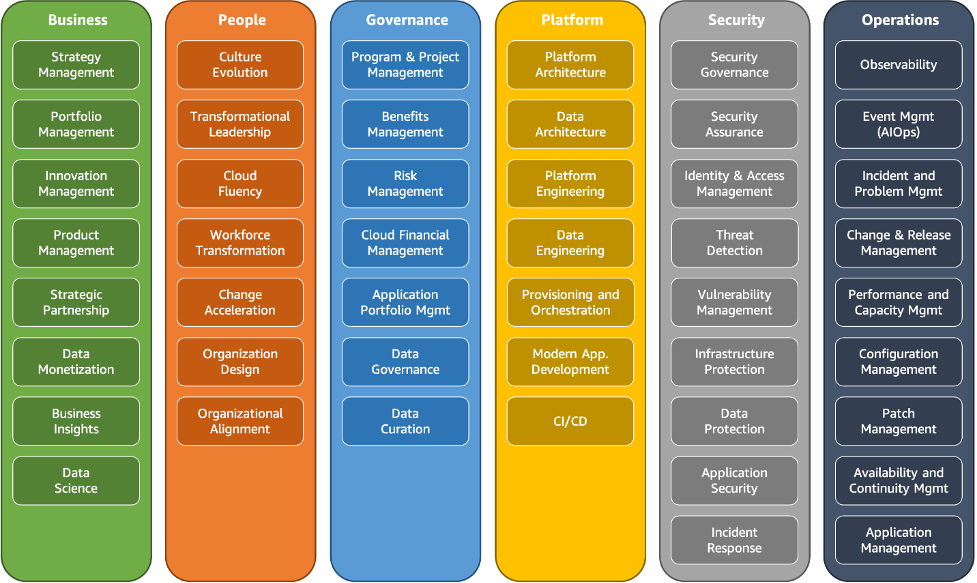 Business
Strategy
Management
Portfolio
Management
Innovation
Management
Product
Management
Strategic
Partnership
Data
Monetization
Business
Insights
Data
Science
People
Culture
Evolution
Transformational
Leadership
Cloud
Fluency
Workforce
Transformation
Change
Acceleration
Organization
Design
Organizational
Alignment
Governance
Program & Project
Management
Benefits
Management
Risk
Management
Cloud Financial
Management
Application
Portfolio Mgmt
Data
Governance
Data
Curation
Platform
Platform
Architecture
Data
Architecture
Platform
Engineering
Data
Engineering
Provisioning and
Orchestration
Modern App.
Development
CI/CD
Security
Security
Governance
Security
Assurance
Identity & Access
Management
Threat
Detection
Vulnerability
Management
Infrastructure
Protection
Data
Protection
Application
Security
Incident
Response
Operations
Observability
Event Mgmt
(AIOps)
Incident and
Problem Mgmt
Change & Release
Management
Performance and
Capacity Mgmt
Configuration
Management
Patch
Management
Availability and
Continuity Mgmt
Application
Management